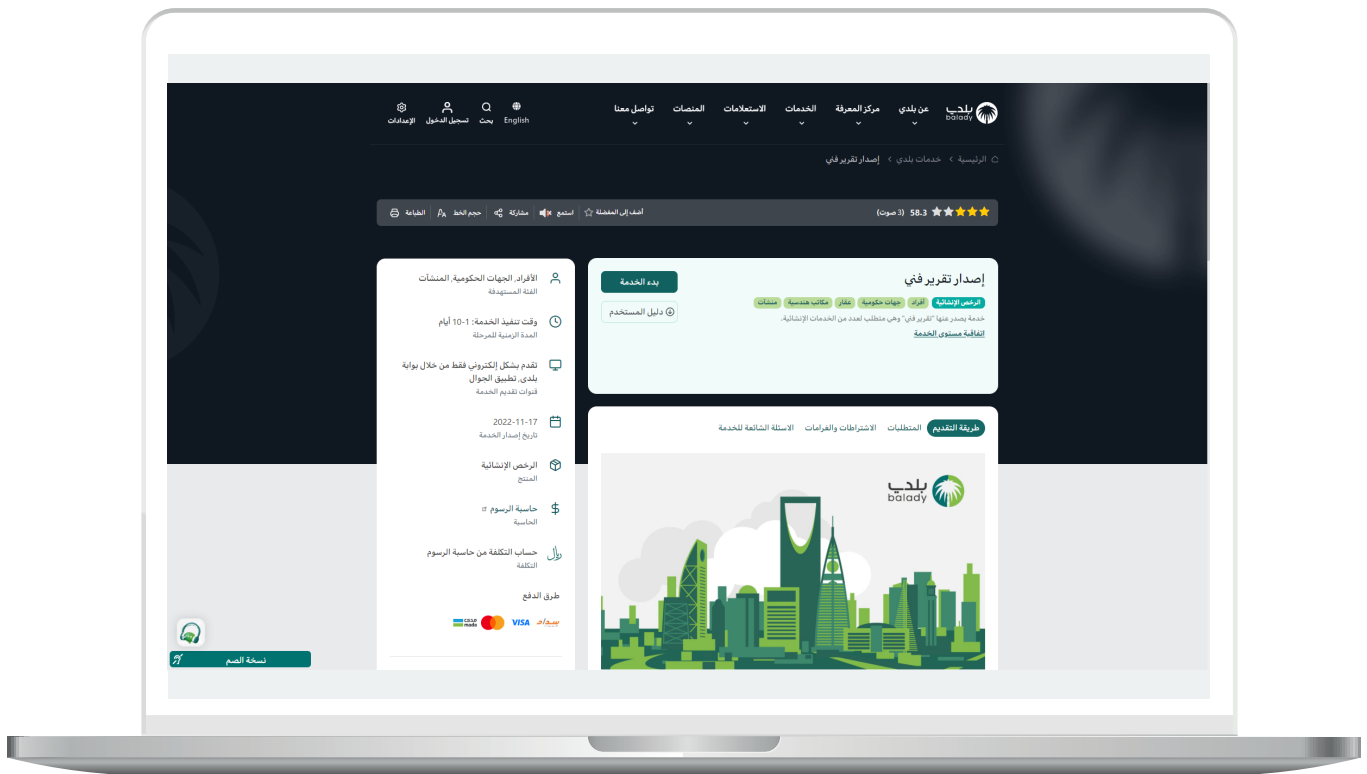 بلدي
balady
عن بلدي
مركز المعرفة
الخدمات
الاستعلامات
المنصات
تواصل معنا
English
بحث
تسجيل الدخول
الإعدادات
الرئيسية › خدمات بلدي › إصدار تقرير فني
58.3 (3 صوت)
أضف إلى المفضلة
استمع
مشاركة
حجم الخط
الطباعة
إصدار تقرير فني
بدء الخدمة
الرخص الإنشائية
أفراد
جهات حكومية
عقار
مكاتب هندسية
منشآت
دليل المستخدم
خدمة يصدر عنها "تقرير فني" وهي متطلب لعدد من الخدمات الإنشائية.
اتفاقية مستوى الخدمة
طريقة التقديم
المتطلبات
الاشتراطات والغرامات
الاسئلة الشائعة للخدمة
بلدي
balady
الأفراد, الجهات الحكومية, المنشآت
الفئة المستهدفة
وقت تنفيذ الخدمة: 1-10 أيام
المدة الزمنية للمرحلة
تقدم بشكل إلكتروني فقط من خلال بوابة
بلدي, تطبيق الجوال
قنوات تقديم الخدمة
2022-11-17
تاريخ إصدار الخدمة
الرخص الإنشائية
المنتج
حاسبة الرسوم
الحاسبة
حساب التكلفة من حاسبة الرسوم
التكلفة
طرق الدفع
سداد
VISA
مدى
mada
نسخة الصم